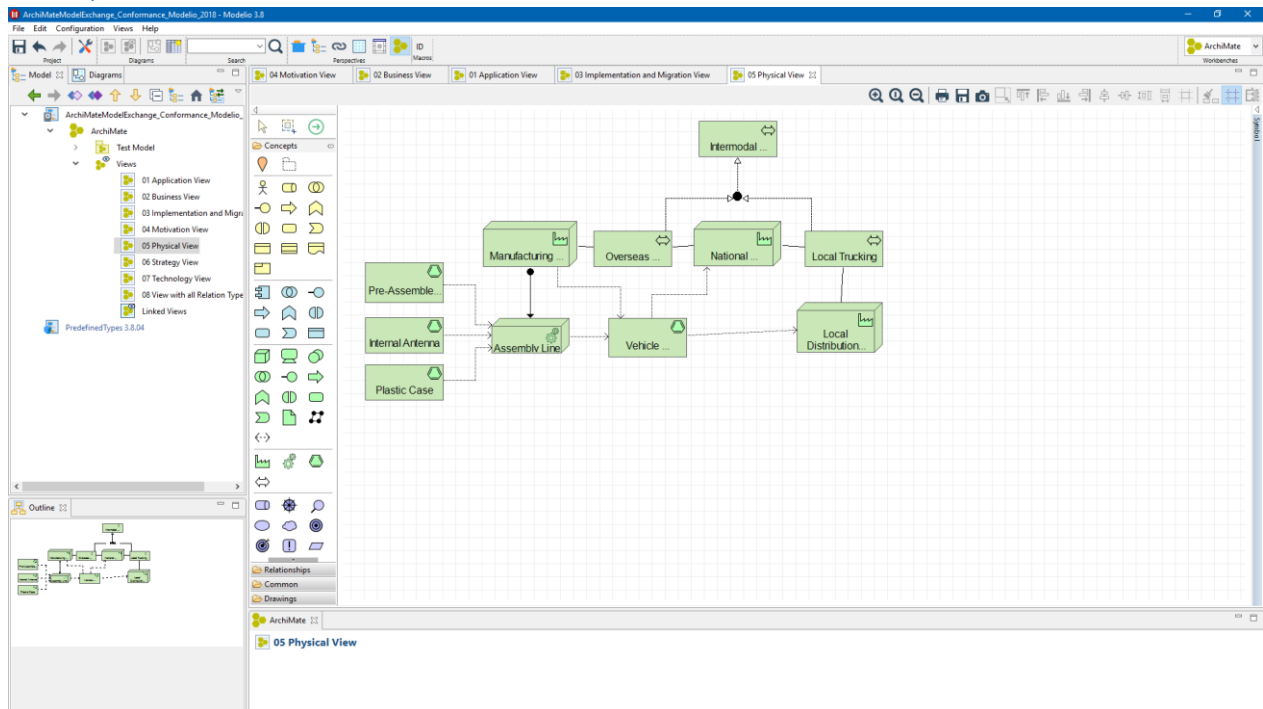 ArchiMateModelExchange_Conformance_Modelio_2018 - Modelio 3.8
File Edit Configuration Views Help
ID
ArchiMate
Project Diagrams Search Perspectives Macros Workbenches
Model Diagrams
04 Motivation View 02 Business View 01 Application View 03 Implementation and Migration View 05 Physical View
ArchiMateModelExchange_Conformance_Modelio_
ArchiMate
Test Model
Views
01 Application View
02 Business View
03 Implementation and Migra
04 Motivation View
05 Physical View
06 Strategy View
07 Technology View
08 View with all Relation Type
Linked Views
PredefinedTypes 3.8.04
Outline
Concepts
Relationships
Common
Drawings
Symbol
Intermodal ...
Manufacturing ...
Overseas ...
National ...
Local Trucking
Pre-Assemble...
Internal Antenna
Plastic Case
Assembly Line
Vehicle ...
Local
Distribution...
ArchiMate
05 Physical View